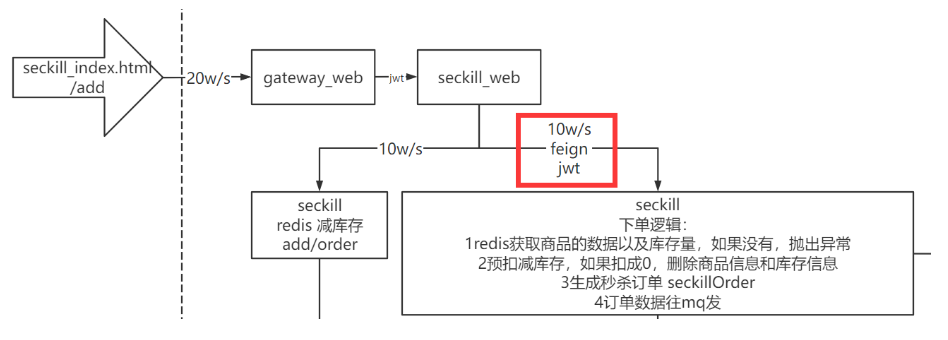 seckill_index.html
/add
20w/s
gateway_web
jwt
seckill_web
10w/s
10w/s
feign
jwt
seckill
redis 减库存
add/order
seckill
下单逻辑：
1redis获取商品的数据以及库存量，如果没有，抛出异常
2预扣减库存，如果扣成0，删除商品信息和库存信息
3生成秒杀订单 seckillOrder
4订单数据往mq发